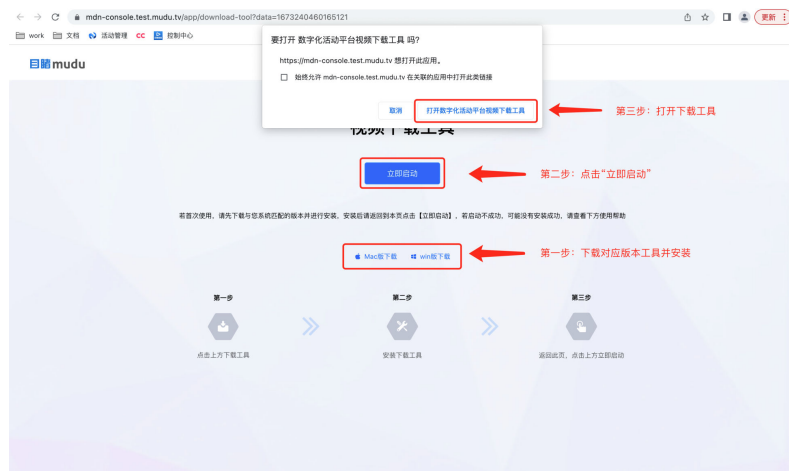 mdn-console.test.mudu.tv/app/download-tool?data=1673240460165121
更新
work 文档 活动管理 CC 控制中心
目睹 mudu
要打开 数字化活动平台视频下载工具 吗?
https://mdn-console.test.mudu.tv 想打开此应用。
始终允许 mdn-console.test.mudu.tv 在关联的应用中打开此类链接
取消 打开数字化活动平台视频下载工具
第三步:打开下载工具
视频下载工具
立即启动
第二步:点击“立即启动”
若首次使用,请先下载与您系统匹配的版本并进行安装,安装后请返回到本页点击【立即启动】,若启动不成功,可能没有安装成功,请查看下方使用帮助
Mac版下载 win版下载
第一步:下载对应版本工具并安装
第一步 第二步 第三步
点击上方下载工具 安装下载工具 返回此页,点击上方立即启动